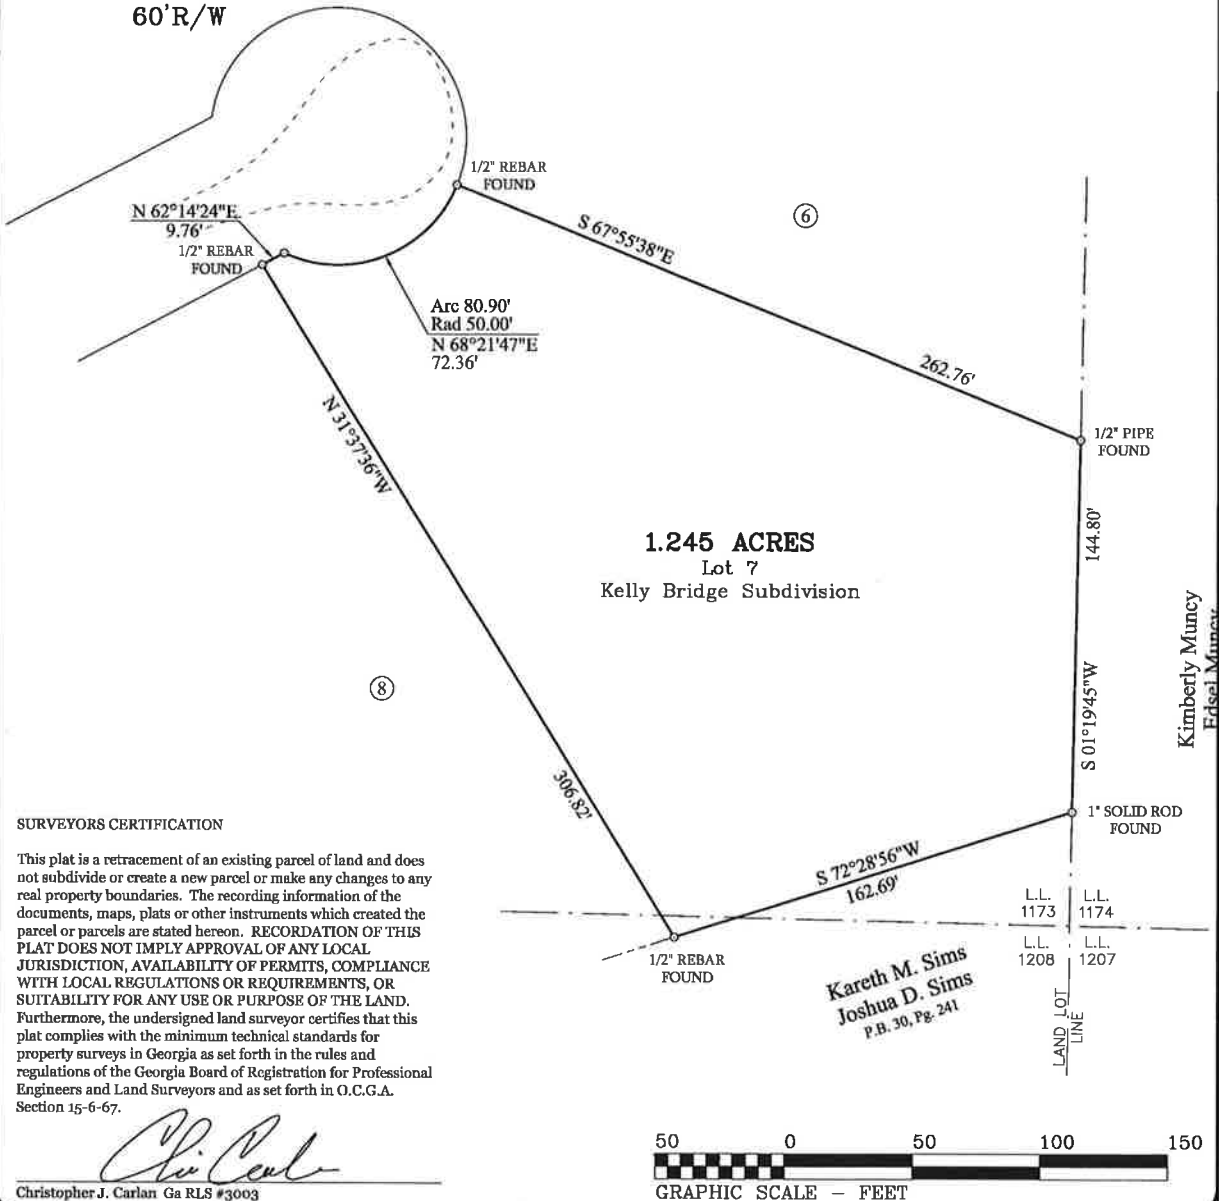 60'R/W
1/2" REBAR
FOUND
N 62°14'24"E
9.76'
1/2" REBAR
FOUND
6
S 67°55'38"E
262.76'
Arc 80.90'
Rad 50.00'
N 68°21'47"E
72.36'
1/2" PIPE
FOUND
N 31°37'36"W
306.82'
144.80'
S 01°19'45"W
1.245 ACRES
Lot 7
Kelly Bridge Subdivision
Kimberly Muncy
Edsel Muncy
8
1" SOLID ROD
FOUND
S 72°28'56"W
162.69'
L.L.
1173
L.L.
1174
L.L.
1208
L.L.
1207
1/2" REBAR
FOUND
Kareth M. Sims
Joshua D. Sims
P.B. 30, Pg. 241
LAND LOT
LINE
SURVEYORS CERTIFICATION
This plat is a retracement of an existing parcel of land and does
not subdivide or create a new parcel or make any changes to any
real property boundaries. The recording information of the
documents, maps, plats or other instruments which created the
parcel or parcels are stated hereon. RECORDATION OF THIS
PLAT DOES NOT IMPLY APPROVAL OF ANY LOCAL
JURISDICTION, AVAILABILITY OF PERMITS, COMPLIANCE
WITH LOCAL REGULATIONS OR REQUIREMENTS, OR
SUITABILITY FOR ANY USE OR PURPOSE OF THE LAND.
Furthermore, the undersigned land surveyor certifies that this
plat complies with the minimum technical standards for
property surveys in Georgia as set forth in the rules and
regulations of the Georgia Board of Registration for Professional
Engineers and Land Surveyors and as set forth in O.C.G.A.
Section 15-6-67.
Christopher J. Carlan Ga RLS #3003
50 0 50 100 150
GRAPHIC SCALE – FEET